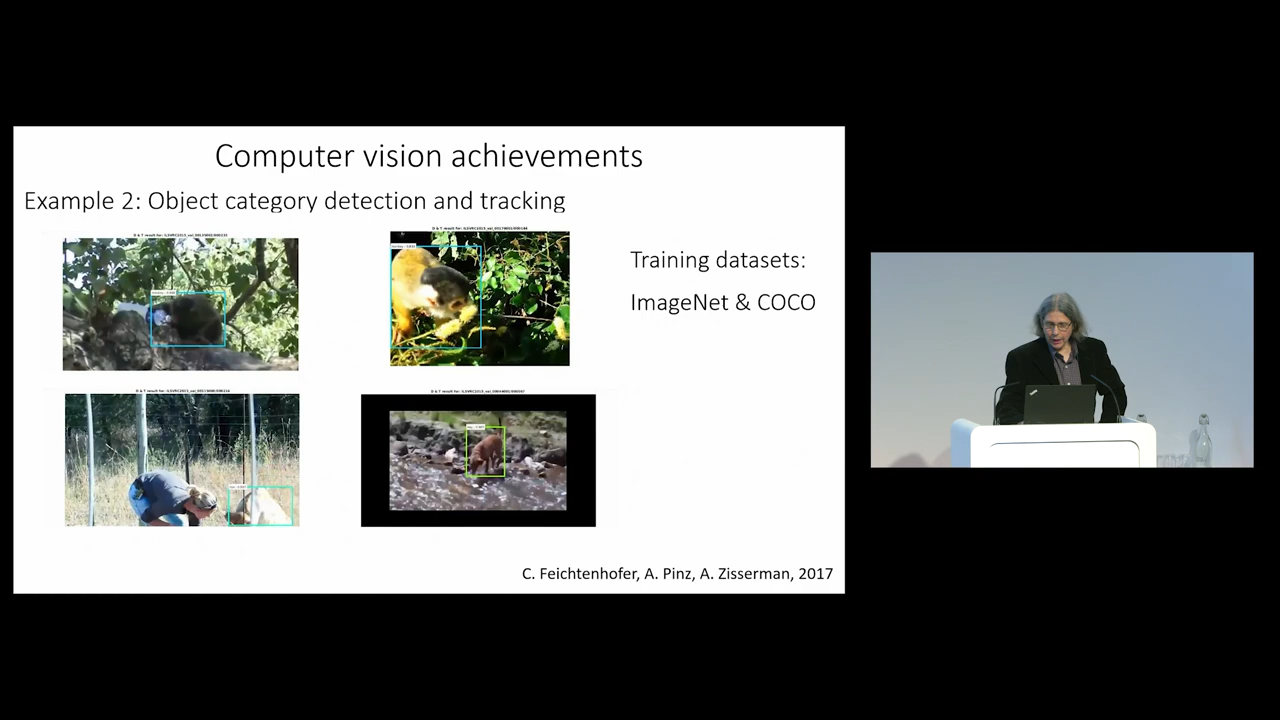 Computer vision achievements
Example 2: Object category detection and tracking
Training datasets:
ImageNet & COCO
C. Feichtenhofer, A. Pinz, A. Zisserman, 2017